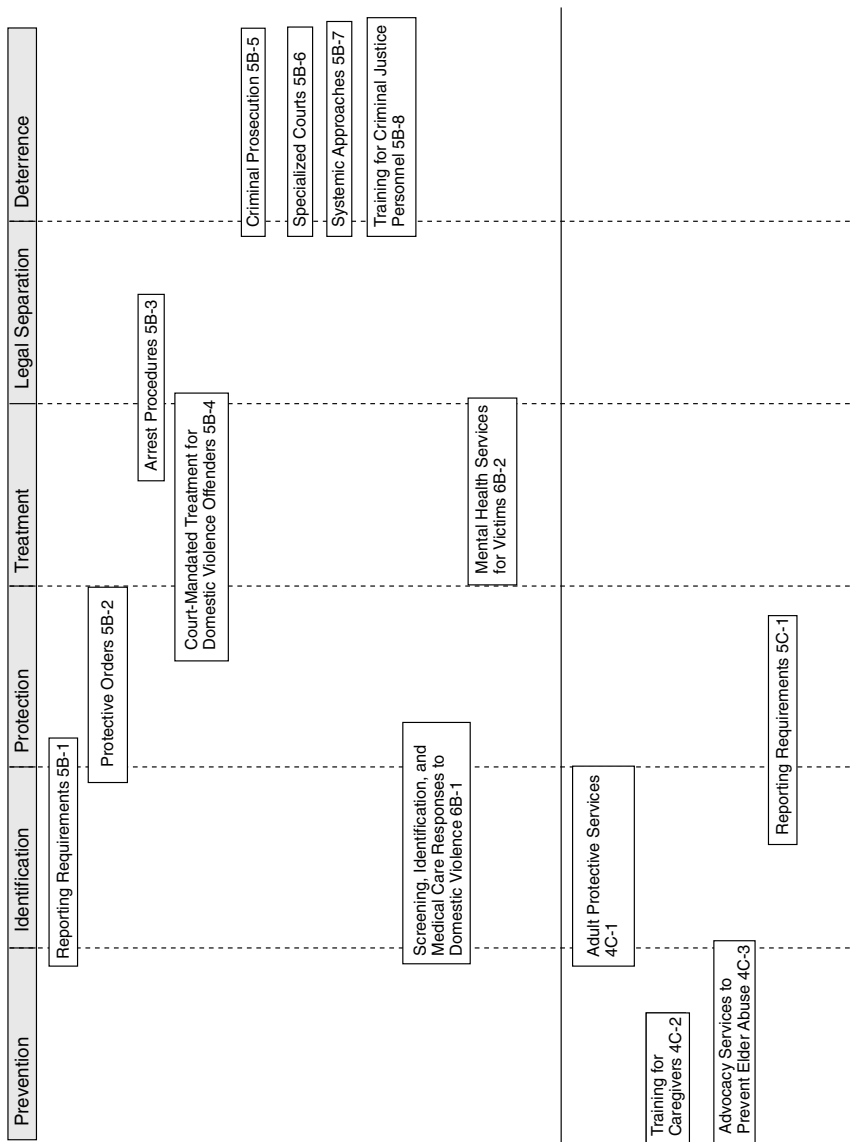 Prevention
Identification
Protection
Treatment
Legal Separation
Deterrence
Reporting Requirements 5B-1
Protective Orders 5B-2
Arrest Procedures 5B-3
Court-Mandated Treatment for
Domestic Violence Offenders 5B-4
Criminal Prosecution 5B-5
Specialized Courts 5B-6
Systemic Approaches 5B-7
Training for Criminal Justice
Personnel 5B-8
Screening, Identification, and
Medical Care Responses to
Domestic Violence 6B-1
Mental Health Services
for Victims 6B-2
Adult Protective Services
4C-1
Training for
Caregivers 4C-2
Advocacy Services to
Prevent Elder Abuse 4C-3
Reporting Requirements 5C-1